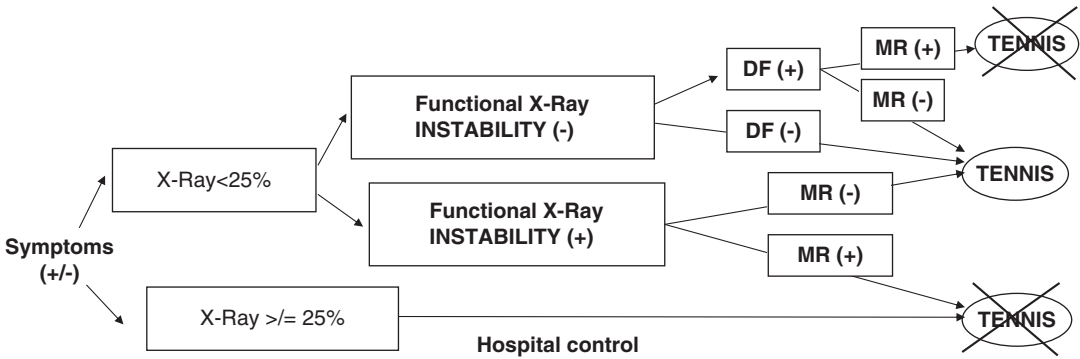 TENNIS
MR (+)
DF (+)
Functional X-Ray
INSTABILITY (-)
MR (-)
DF (-)
X-Ray<25%
TENNIS
MR (-)
Functional X-Ray
INSTABILITY (+)
Symptoms
(+/-)
MR (+)
X-Ray >/= 25%
TENNIS
Hospital control